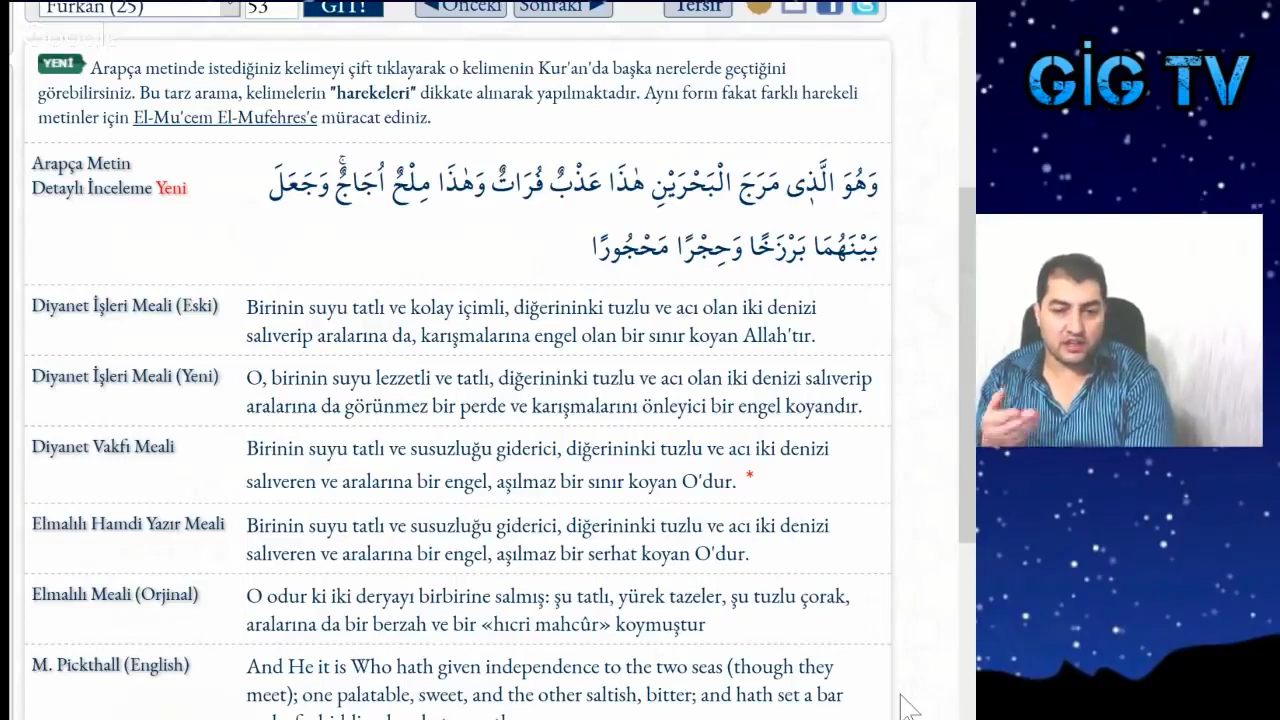 Furkan (25) 53 GİT! ◄Önceki Sonraki► Tefsir
GİG TV
YENİ Arapça metinde istediğiniz kelimeyi çift tıklayarak o kelimenin Kur'an'da başka nerelerde geçtiğini
görebilirsiniz. Bu tarz arama, kelimelerin "harekeleri" dikkate alınarak yapılmaktadır. Aynı form fakat farklı harekeli
metinler için El-Mu'cem El-Mufehres'e müracat ediniz.
Arapça Metin
Detaylı İnceleme Yeni
وَهُوَ الَّذ۪ى مَرَجَ الْبَحْرَيْنِ هٰذَا عَذْبٌ فُرَاتٌ وَهٰذَا مِلْحٌ اُجَاجٌۚ وَجَعَلَ
بَيْنَهُمَا بَرْزَخًا وَحِجْرًا مَحْجُورًا
Diyanet İşleri Meali (Eski) Birinin suyu tatlı ve kolay içimli, diğerininki tuzlu ve acı olan iki denizi
salıverip aralarına da, karışmalarına engel olan bir sınır koyan Allah'tır.
Diyanet İşleri Meali (Yeni) O, birinin suyu lezzetli ve tatlı, diğerininki tuzlu ve acı olan iki denizi salıverip
aralarına da görünmez bir perde ve karışmalarını önleyici bir engel koyandır.
Diyanet Vakfı Meali Birinin suyu tatlı ve susuzluğu giderici, diğerininki tuzlu ve acı iki denizi
salıveren ve aralarına bir engel, aşılmaz bir sınır koyan O'dur. *
Elmalılı Hamdi Yazır Meali Birinin suyu tatlı ve susuzluğu giderici, diğerininki tuzlu ve acı iki denizi
salıveren ve aralarına bir engel, aşılmaz bir serhat koyan O'dur.
Elmalılı Meali (Orjinal) O odur ki iki deryayı birbirine salmış: şu tatlı, yürek tazeler, şu tuzlu çorak,
aralarına da bir berzah ve bir «hıcri mahcûr» koymuştur
M. Pickthall (English) And He it is Who hath given independence to the two seas (though they
meet); one palatable, sweet, and the other saltish, bitter; and hath set a bar